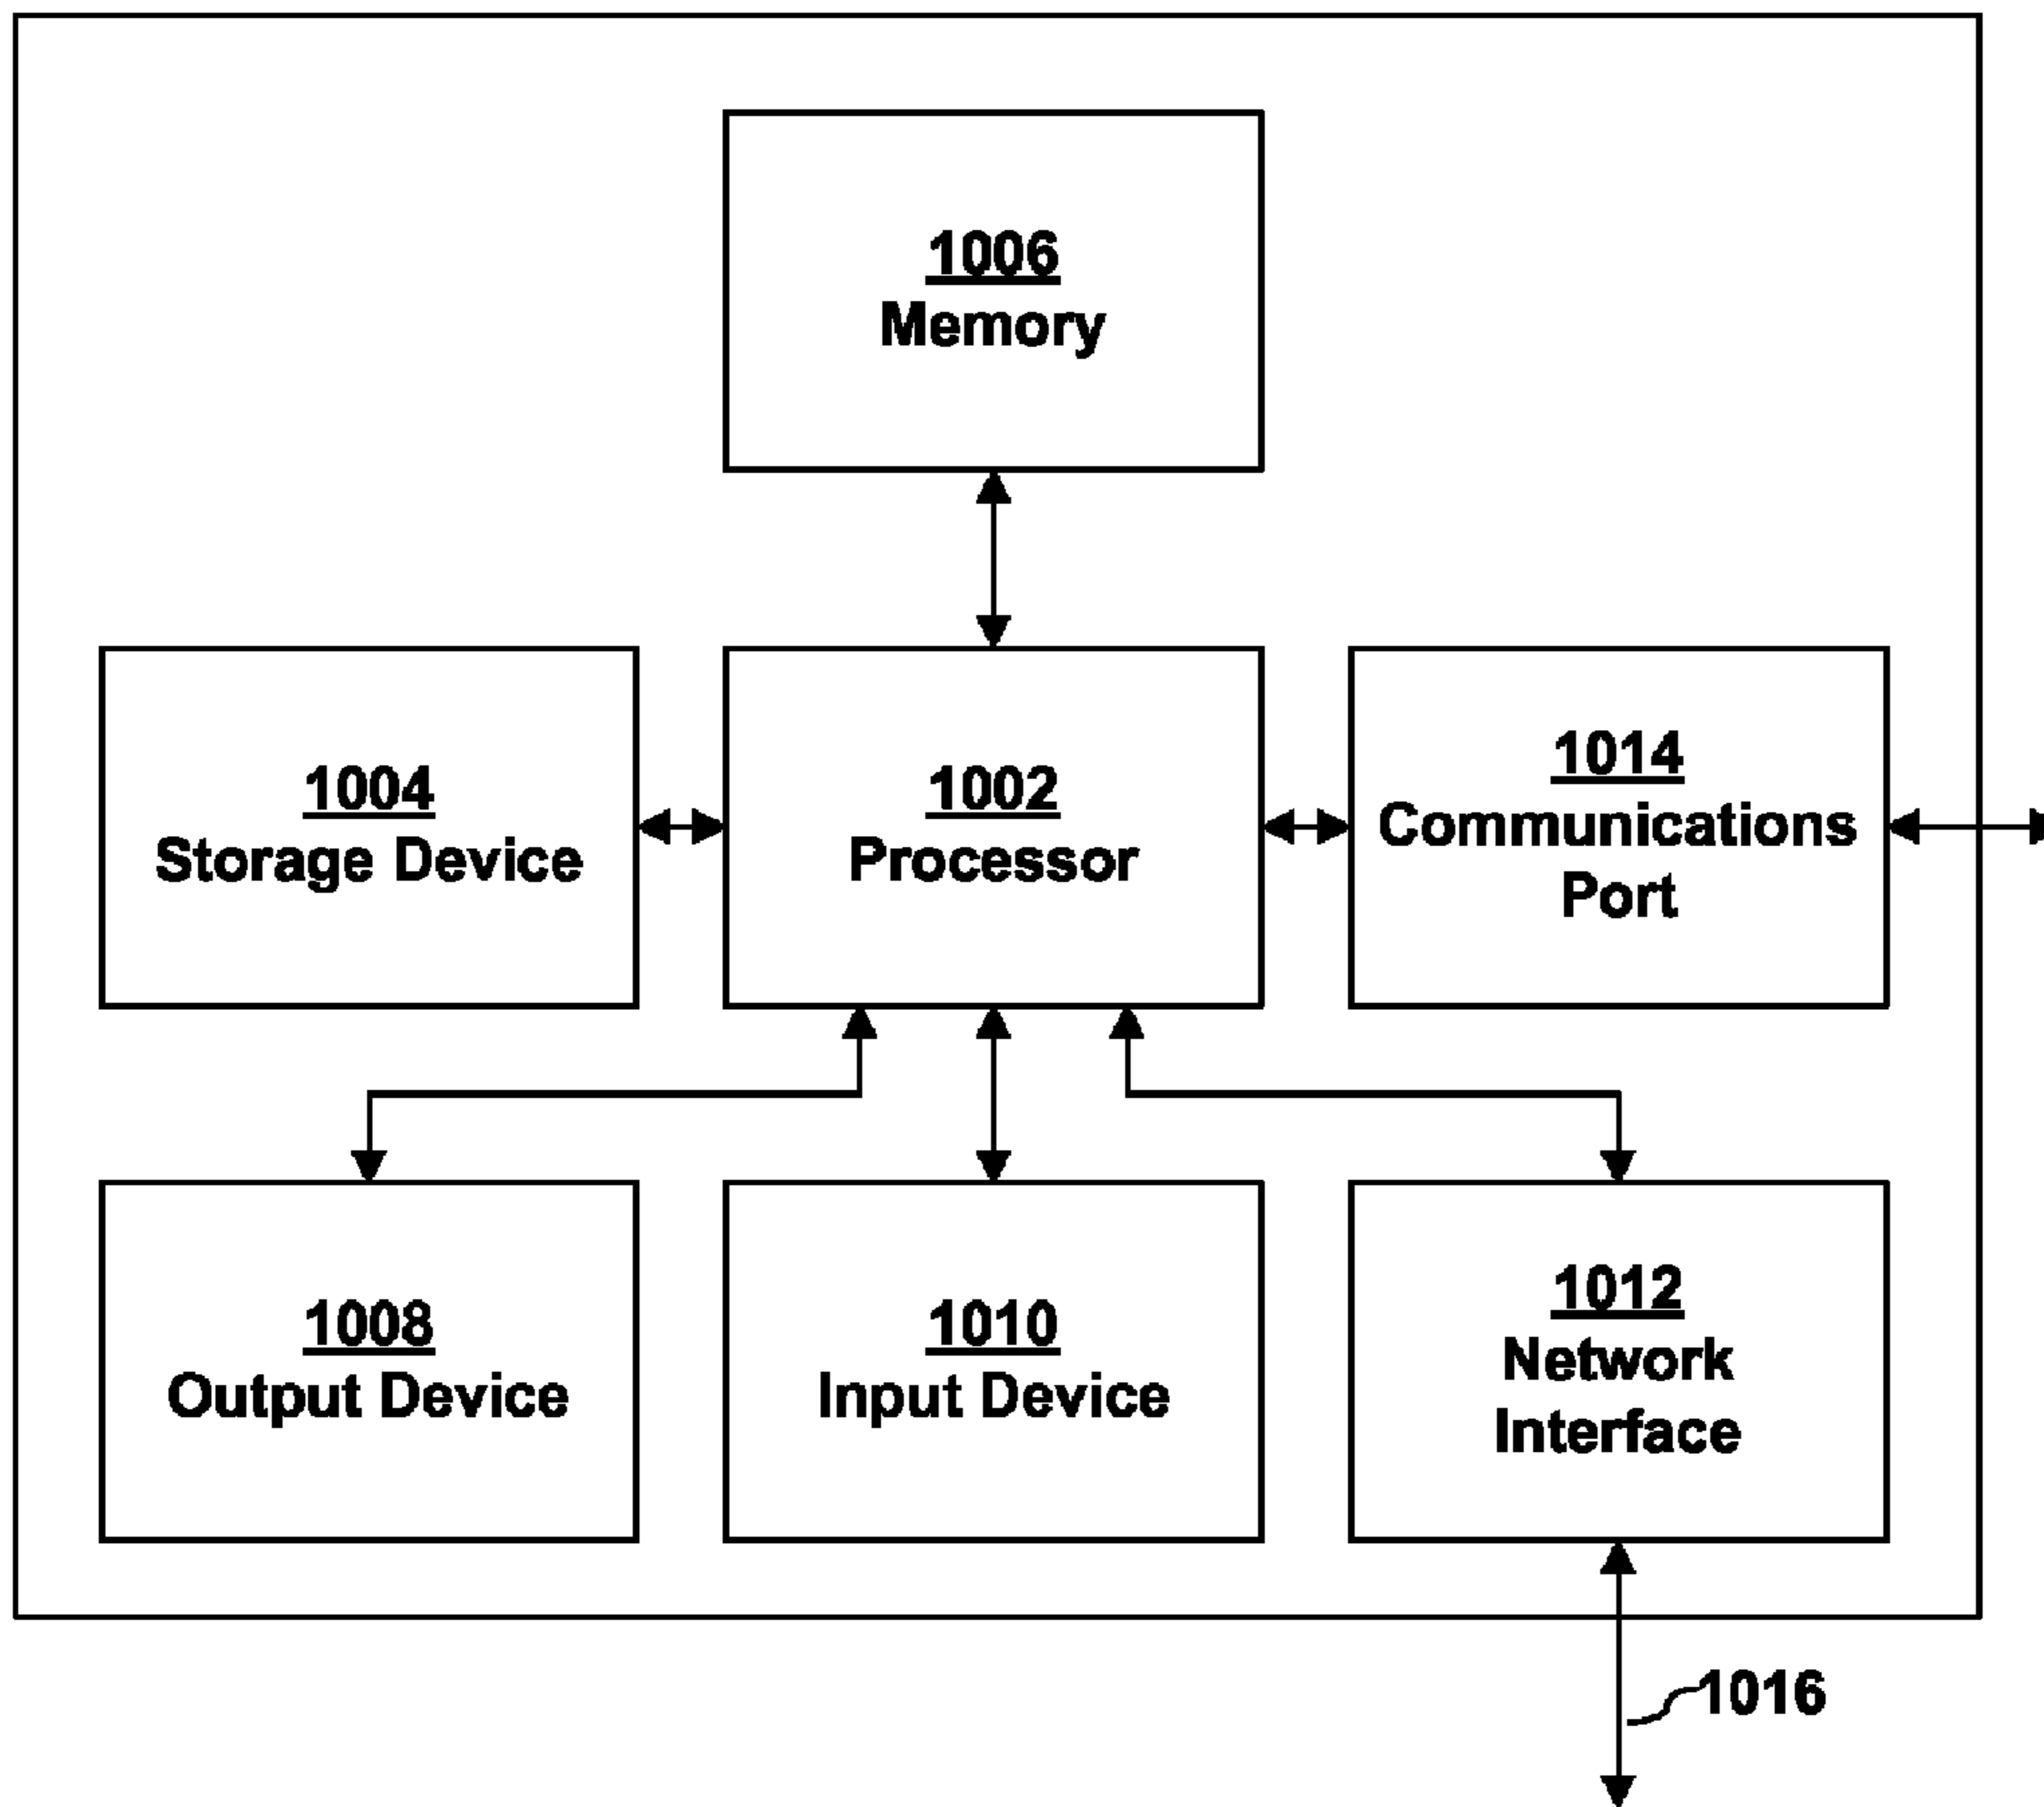 1006
Memory
1004
Storage Device
1002
Processor
1014
Communications
Port
1008
Output Device
1010
Input Device
1012
Network
Interface
1016